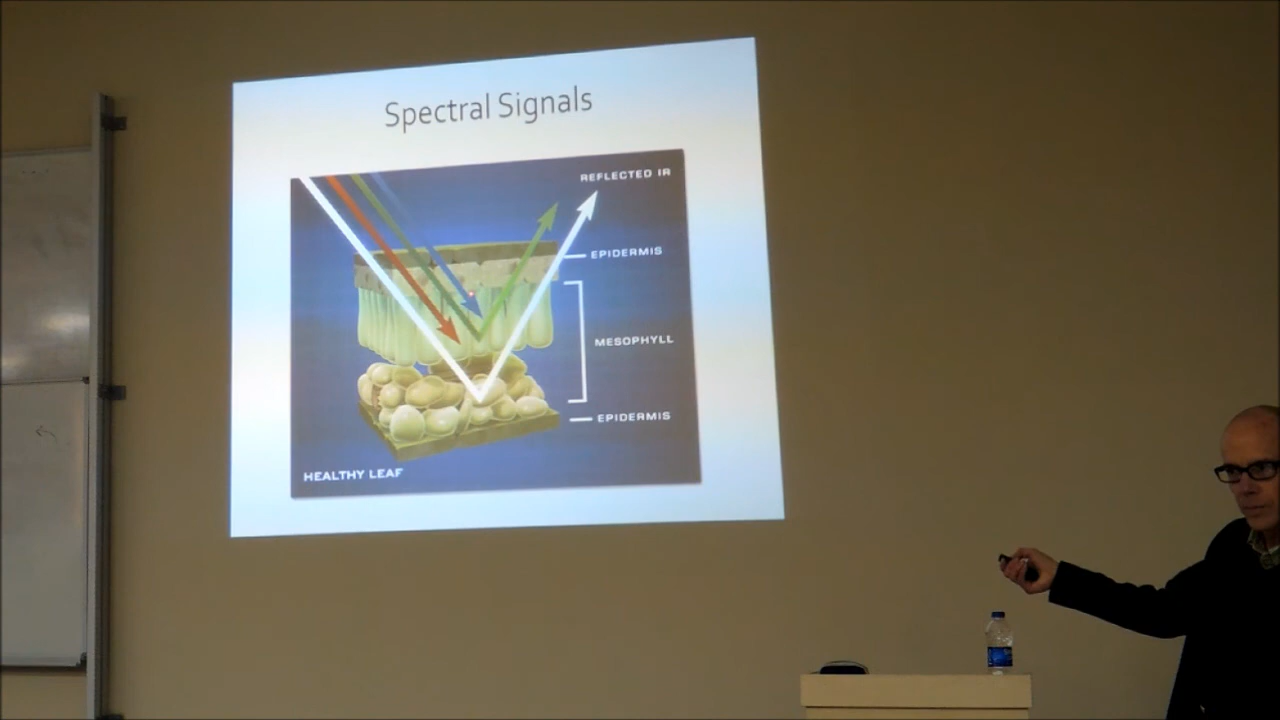 Spectral Signals
REFLECTED IR
EPIDERMIS
MESOPHYLL
EPIDERMIS
HEALTHY LEAF